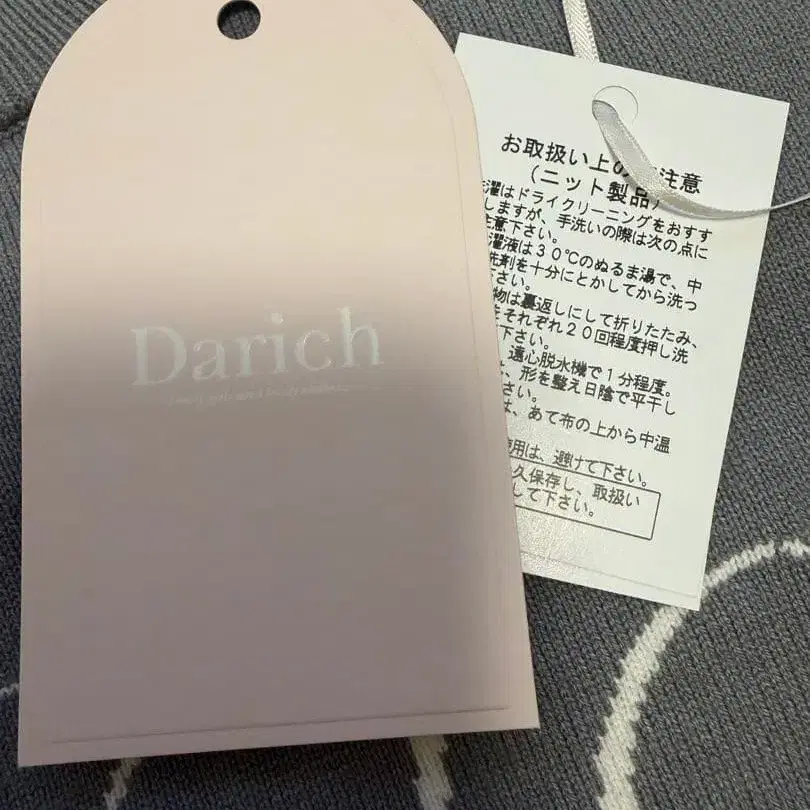 Darich
お取扱い上の 注意
(ニット製品)
濯はドライクリーニングをおすす
しますが、手洗いの際は次の点に
注意下さい。
濯液は30℃のぬるま湯で、中
洗剤を十分にとかしてから洗っ
下さい。
物は裏返しにして折りたたみ、
をそれぞれ20回程度押し洗
下さい。
、遠心脱水機で1分程度。
、形を整え日陰で平干し
さい。
は、あて布の上から中温
使用は、避けて下さい。
久保存し、取扱い
して下さい。